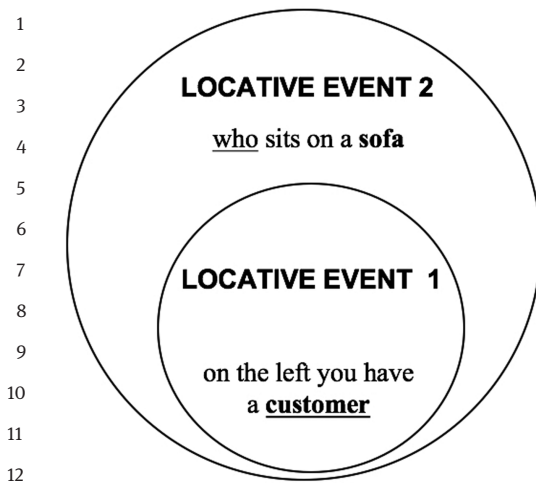 1
2
LOCATIVE EVENT 2
3
who sits on a sofa
4
5
6
LOCATIVE EVENT 1
7
8
9
on the left you have
10
a customer
11
12